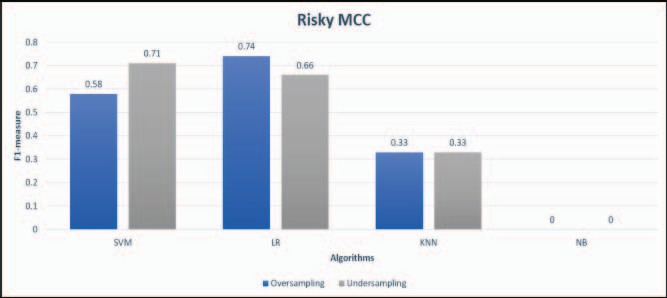 Risky MCC
0.8
0.7
0.6
0.5
0.4
0.3
0.2
0.1
0
F1-measure
0.58
0.71
0.74
0.66
0.33
0.33
0
0
SVM
LR
KNN
NB
Algorithms
Oversampling
Undersampling